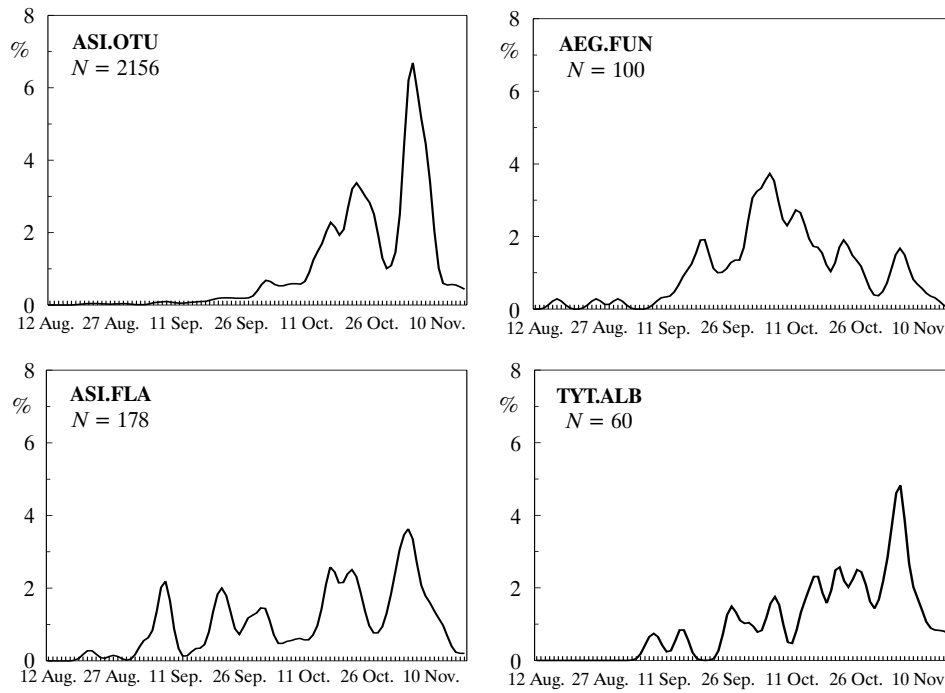 8
%
ASI.OTU
N = 2156
6
4
2
0
12 Aug. 27 Aug. 11 Sep. 26 Sep. 11 Oct. 26 Oct. 10 Nov.
8
%
AEG.FUN
N = 100
6
4
2
0
12 Aug. 27 Aug. 11 Sep. 26 Sep. 11 Oct. 26 Oct. 10 Nov.
8
%
ASI.FLA
N = 178
6
4
2
0
12 Aug. 27 Aug. 11 Sep. 26 Sep. 11 Oct. 26 Oct. 10 Nov.
8
%
TYT.ALB
N = 60
6
4
2
0
12 Aug. 27 Aug. 11 Sep. 26 Sep. 11 Oct. 26 Oct. 10 Nov.